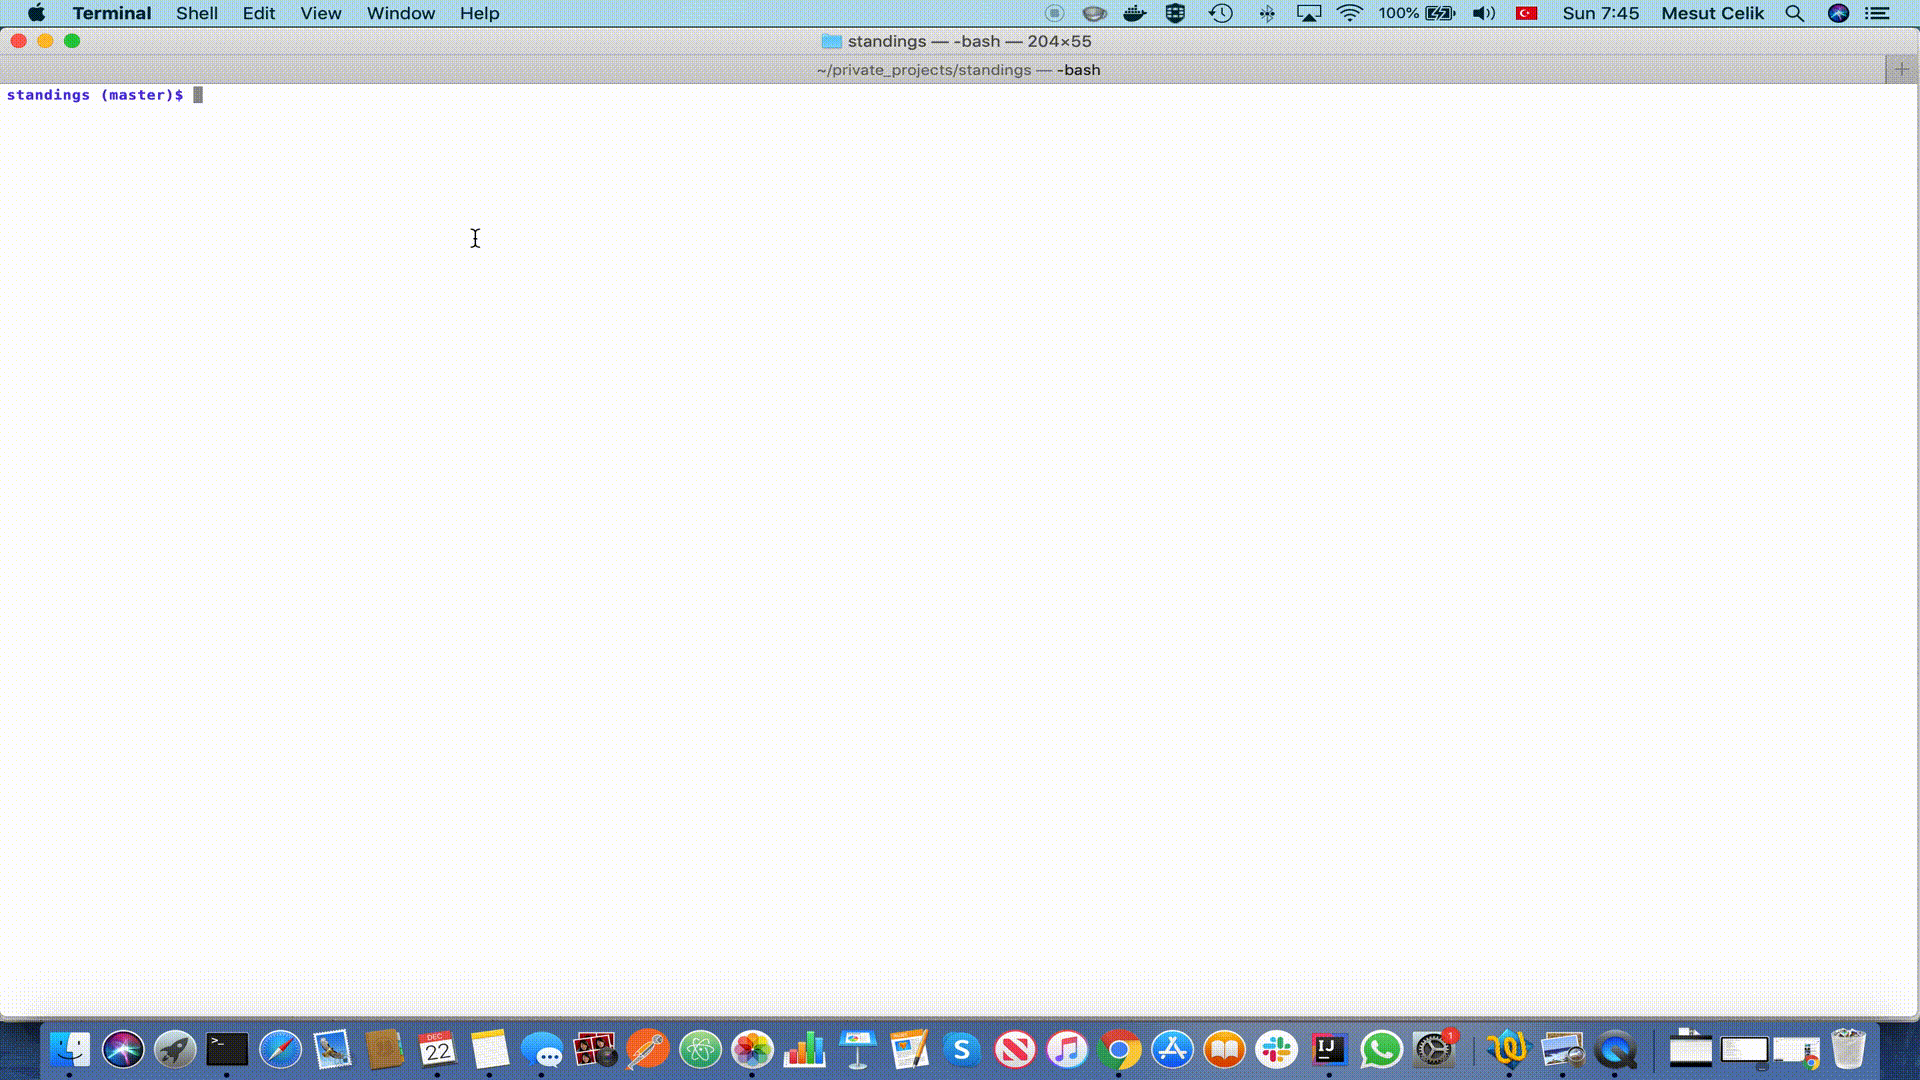 Terminal Shell Edit View Window Help 100% Sun 7:45 Mesut Celik
standings — -bash — 204×55
~/private_projects/standings — -bash
standings (master)$
>_
DEC
22
S
IJ
1